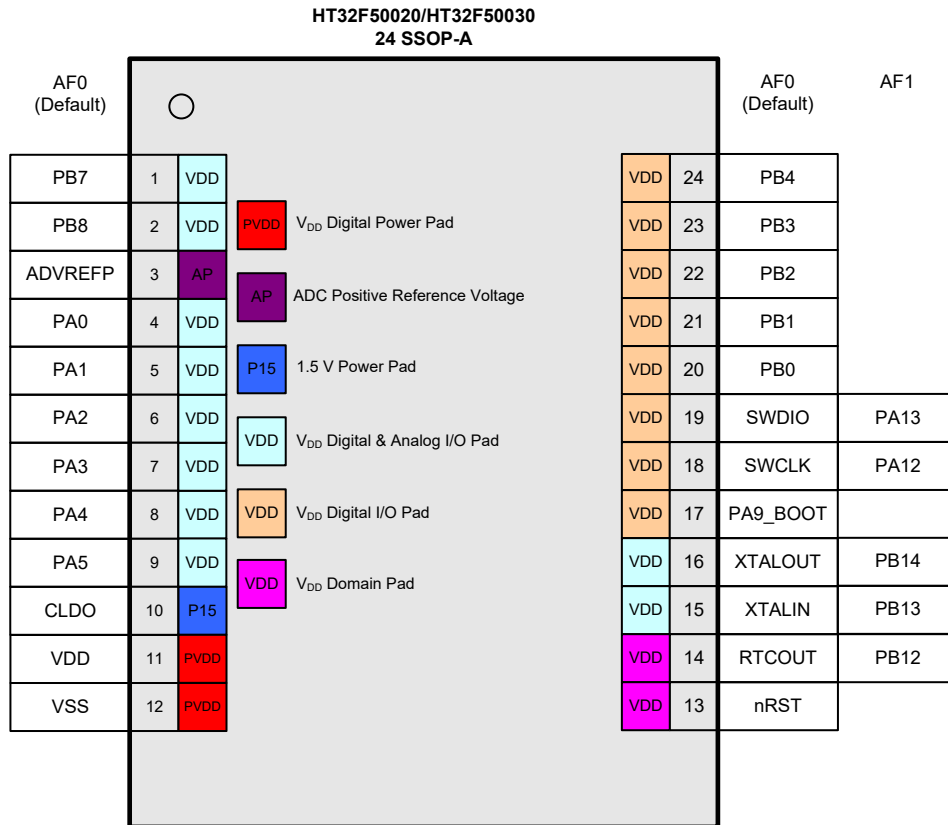 HT32F50020/HT32F50030
24 SSOP-A
AF0
(Default)
AF0
(Default)
AF1
PB7 1 VDD
PB8 2 VDD
ADVREFP 3 AP
PA0 4 VDD
PA1 5 VDD
PA2 6 VDD
PA3 7 VDD
PA4 8 VDD
PA5 9 VDD
CLDO 10 P15
VDD 11 PVDD
VSS 12 PVDD
PVDD VDD Digital Power Pad
AP ADC Positive Reference Voltage
P15 1.5 V Power Pad
VDD VDD Digital & Analog I/O Pad
VDD VDD Digital I/O Pad
VDD VDD Domain Pad
VDD 24 PB4
VDD 23 PB3
VDD 22 PB2
VDD 21 PB1
VDD 20 PB0
VDD 19 SWDIO PA13
VDD 18 SWCLK PA12
VDD 17 PA9_BOOT
VDD 16 XTALOUT PB14
VDD 15 XTALIN PB13
VDD 14 RTCOUT PB12
VDD 13 nRST